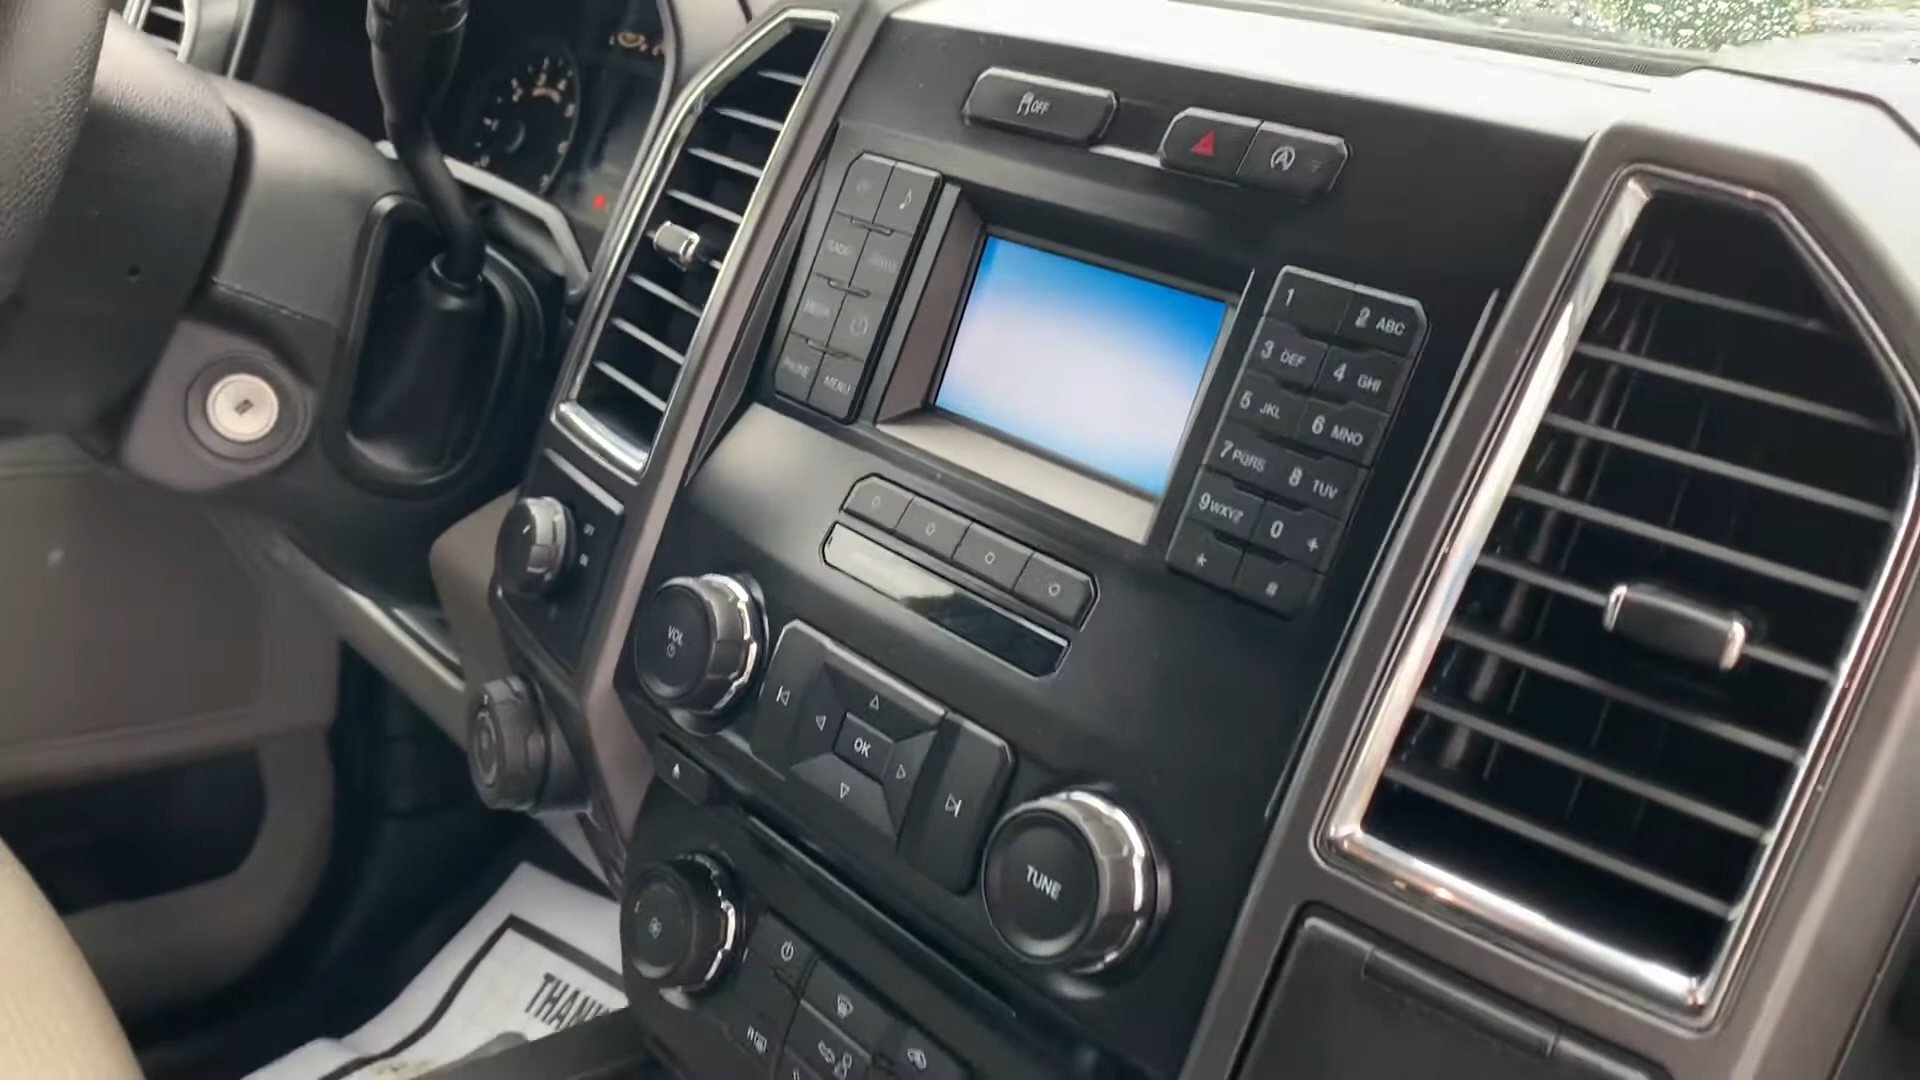 OFF
MEDIA
PHONE
MENU
1
2 ABC
3 DEF
4 GHI
5 JKL
6 MNO
7 PQRS
8 TUV
9 WXYZ
0 +
*
#
VOL
OK
TUNE
R
THANK